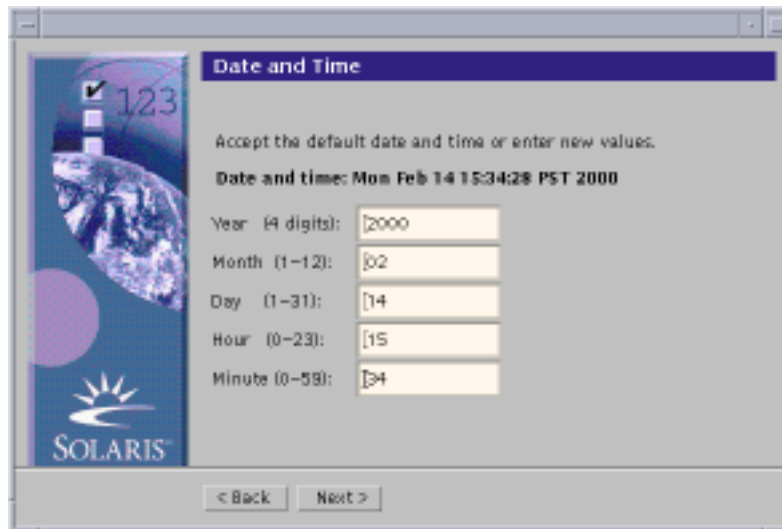 Date and Time
123
Accept the default date and time or enter new values.
Date and time: Mon Feb 14 15:34:28 PST 2000
Year (4 digits): 2000
Month (1-12): 02
Day (1-31): 14
Hour (0-23): 15
Minute (0-59): 34
SOLARIS™
< Back Next >